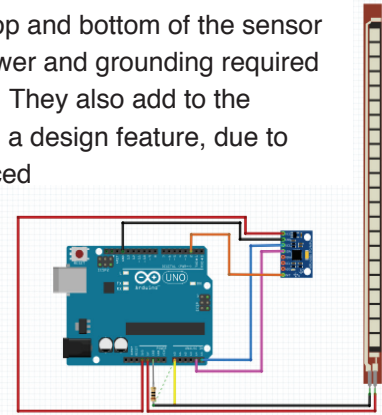 op and bottom of the sensor
wer and grounding required
They also add to the
a design feature, due to
ced
UNO